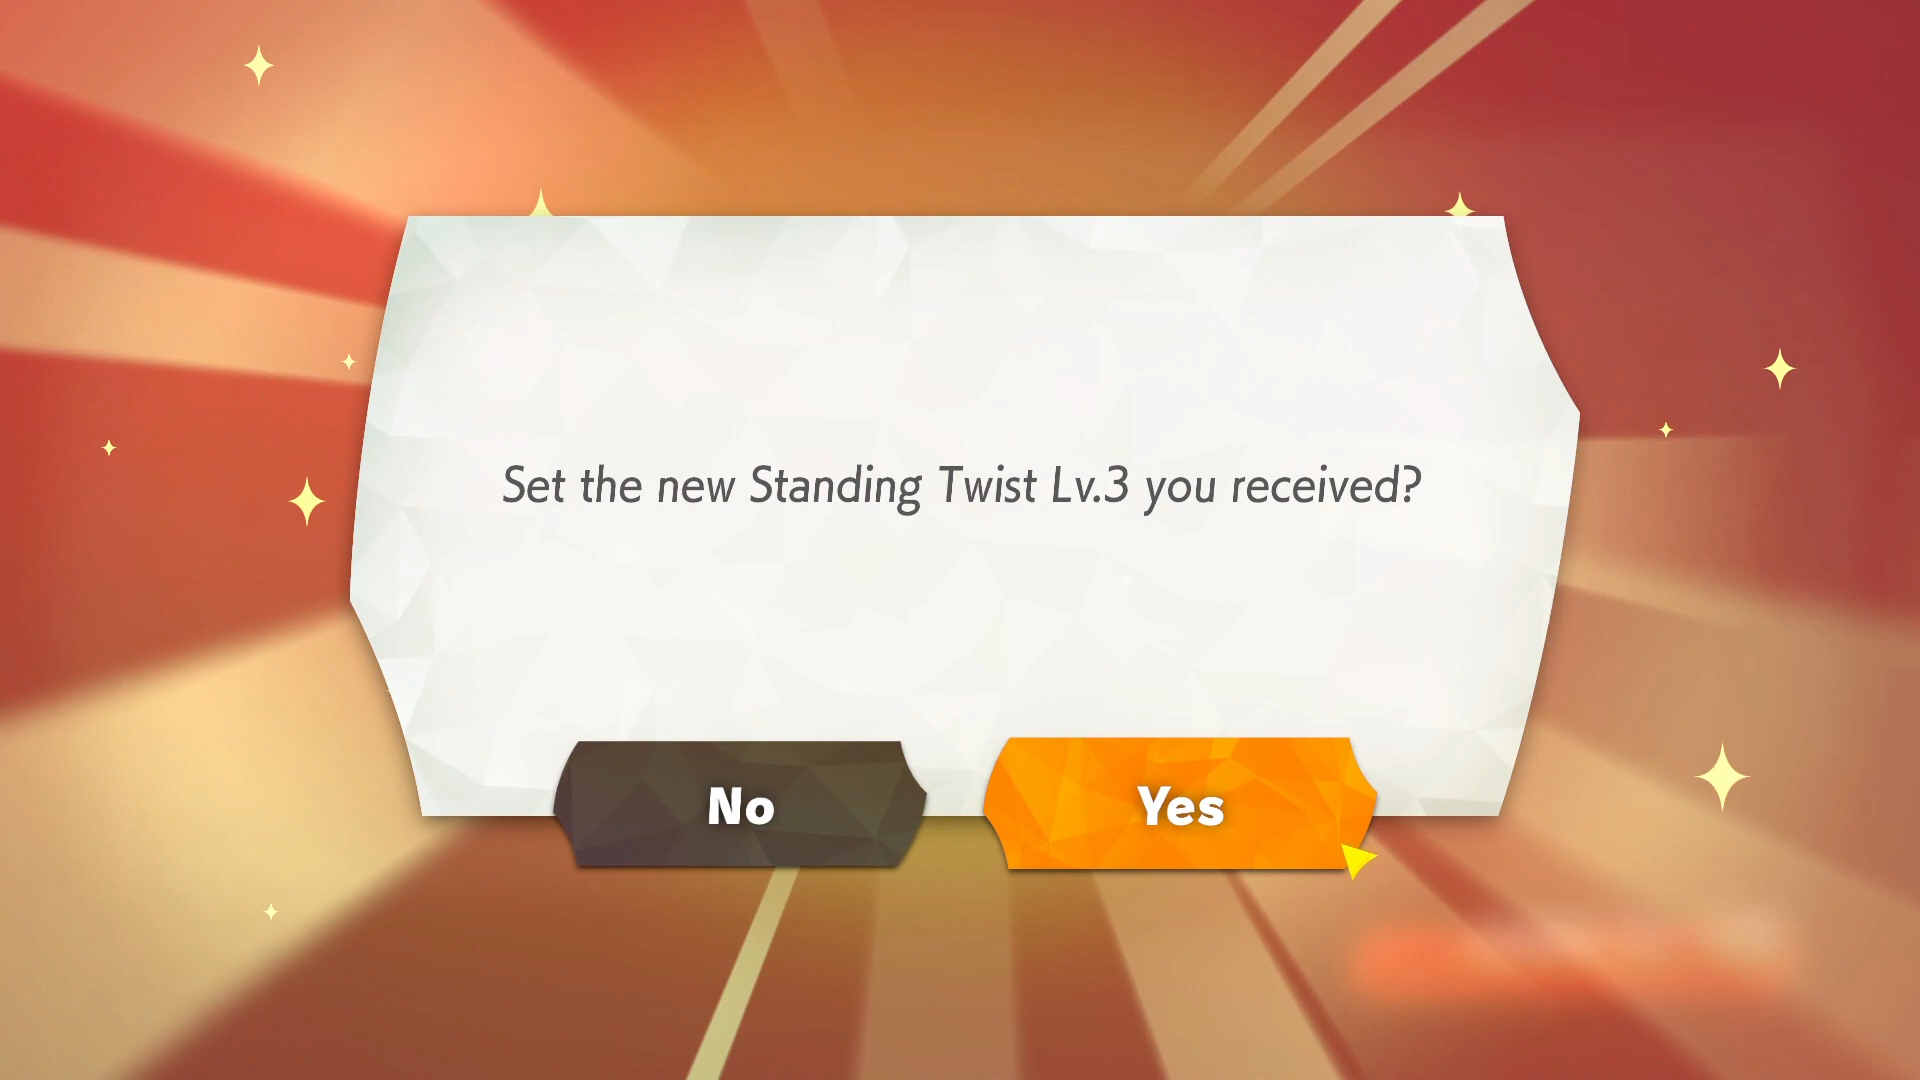 Set the new Standing Twist Lv.3 you received?
No
Yes